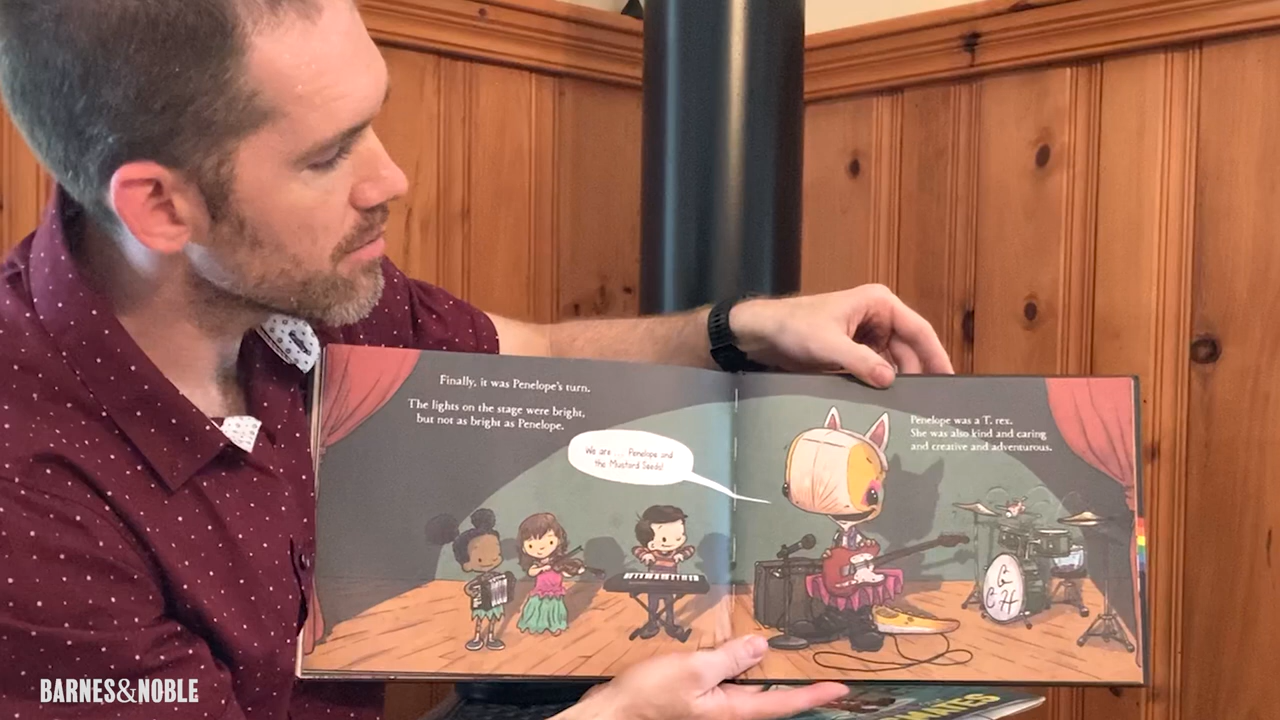 Finally, it was Penelope's turn.
The lights on the stage were bright,
but not as bright as Penelope.
We are ... Penelope and
the Mustard Seeds!
Penelope was a T. rex.
She was also kind and caring
and creative and adventurous.
BARNES&NOBLE